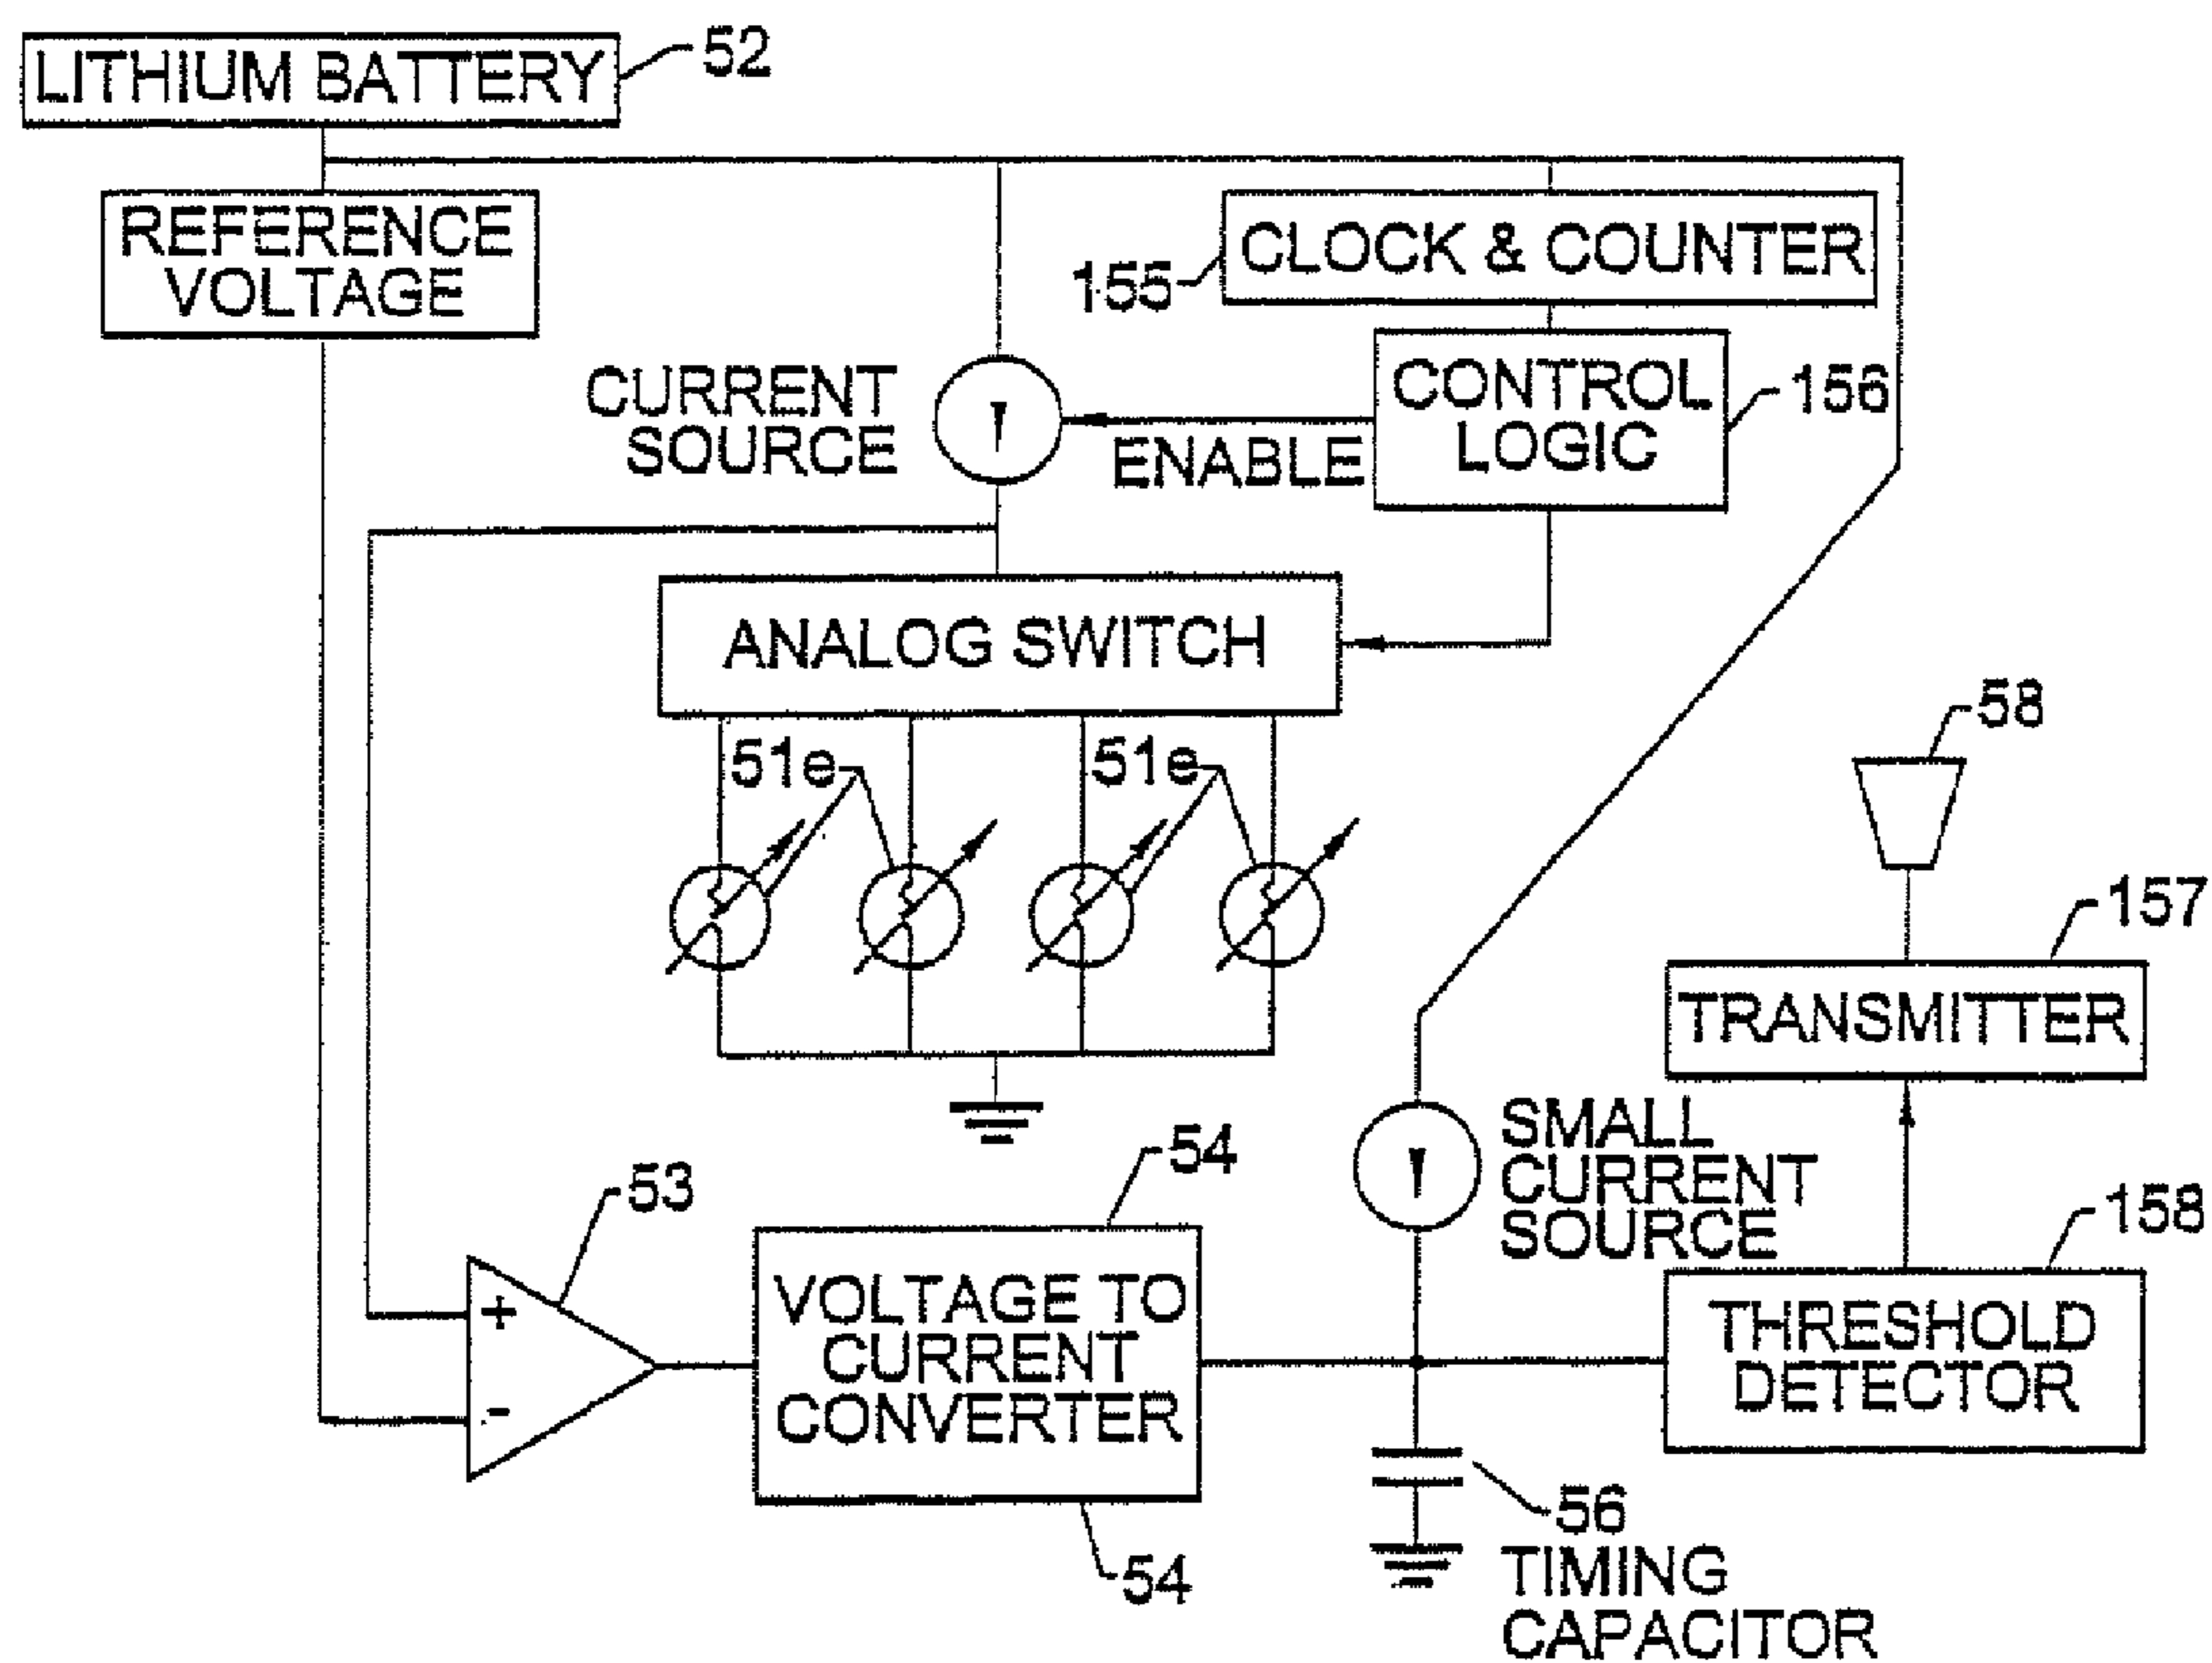 LITHIUM BATTERY
52
REFERENCE
VOLTAGE
CLOCK & COUNTER
155
CURRENT
SOURCE
ENABLE
CONTROL
LOGIC
156
ANALOG SWITCH
51e
51e
58
157
TRANSMITTER
SMALL
CURRENT
SOURCE
158
THRESHOLD
DETECTOR
53
+
-
54
VOLTAGE TO
CURRENT
CONVERTER
54
56
TIMING
CAPACITOR